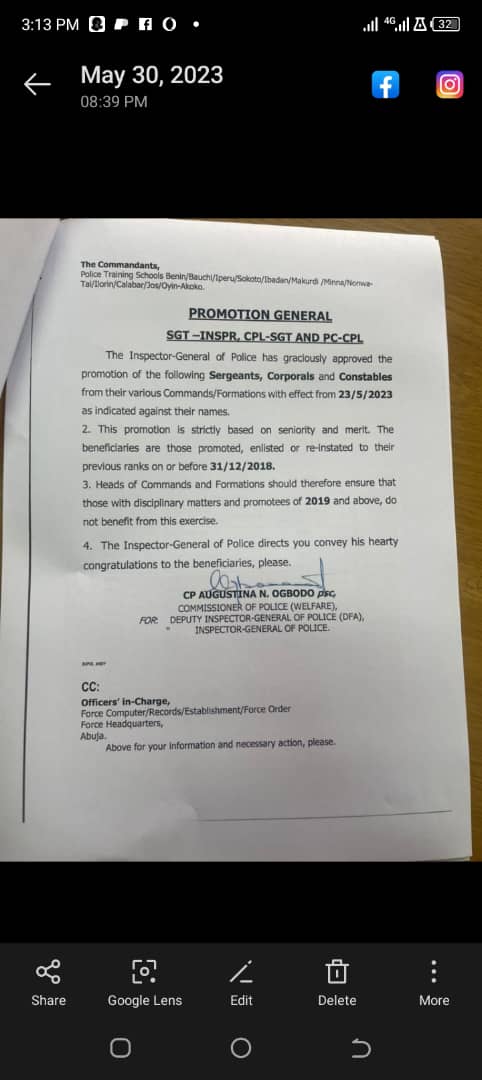 3:13 PM
4G
32
May 30, 2023
08:39 PM
The Commandants,
Police Training Schools Benin/Bauchi/Iperu/Sokoto/Ibadan/Makurdi /Minna/Nonwa-
Tai/Ilorin/Calabar/Jos/Oyin-Akoko.
PROMOTION GENERAL
SGT –INSPR, CPL-SGT AND PC-CPL
The Inspector-General of Police has graciously approved the
promotion of the following Sergeants, Corporals and Constables
from their various Commands/Formations with effect from 23/5/2023
as indicated against their names.
2. This promotion is strictly based on seniority and merit. The
beneficiaries are those promoted, enlisted or re-instated to their
previous ranks on or before 31/12/2018.
3. Heads of Commands and Formations should therefore ensure that
those with disciplinary matters and promotees of 2019 and above, do
not benefit from this exercise.
4. The Inspector-General of Police directs you convey his hearty
congratulations to the beneficiaries, please.
CP AUGUSTINA N. OGBODO psc,
COMMISSIONER OF POLICE (WELFARE),
FOR: DEPUTY INSPECTOR-GENERAL OF POLICE (DFA),
INSPECTOR-GENERAL OF POLICE.
CC:
Officers' in-Charge,
Force Computer/Records/Establishment/Force Order
Force Headquarters,
Abuja.
Above for your information and necessary action, please.
Share
Google Lens
Edit
Delete
More